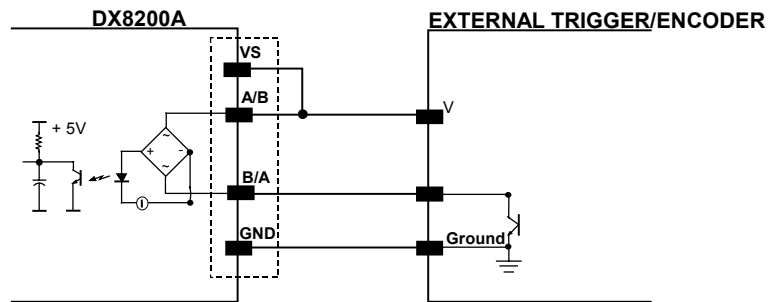 DX8200A
EXTERNAL TRIGGER/ENCODER
VS
A/B
V
+ 5V
+
~
-
~
B/A
I
GND
Ground